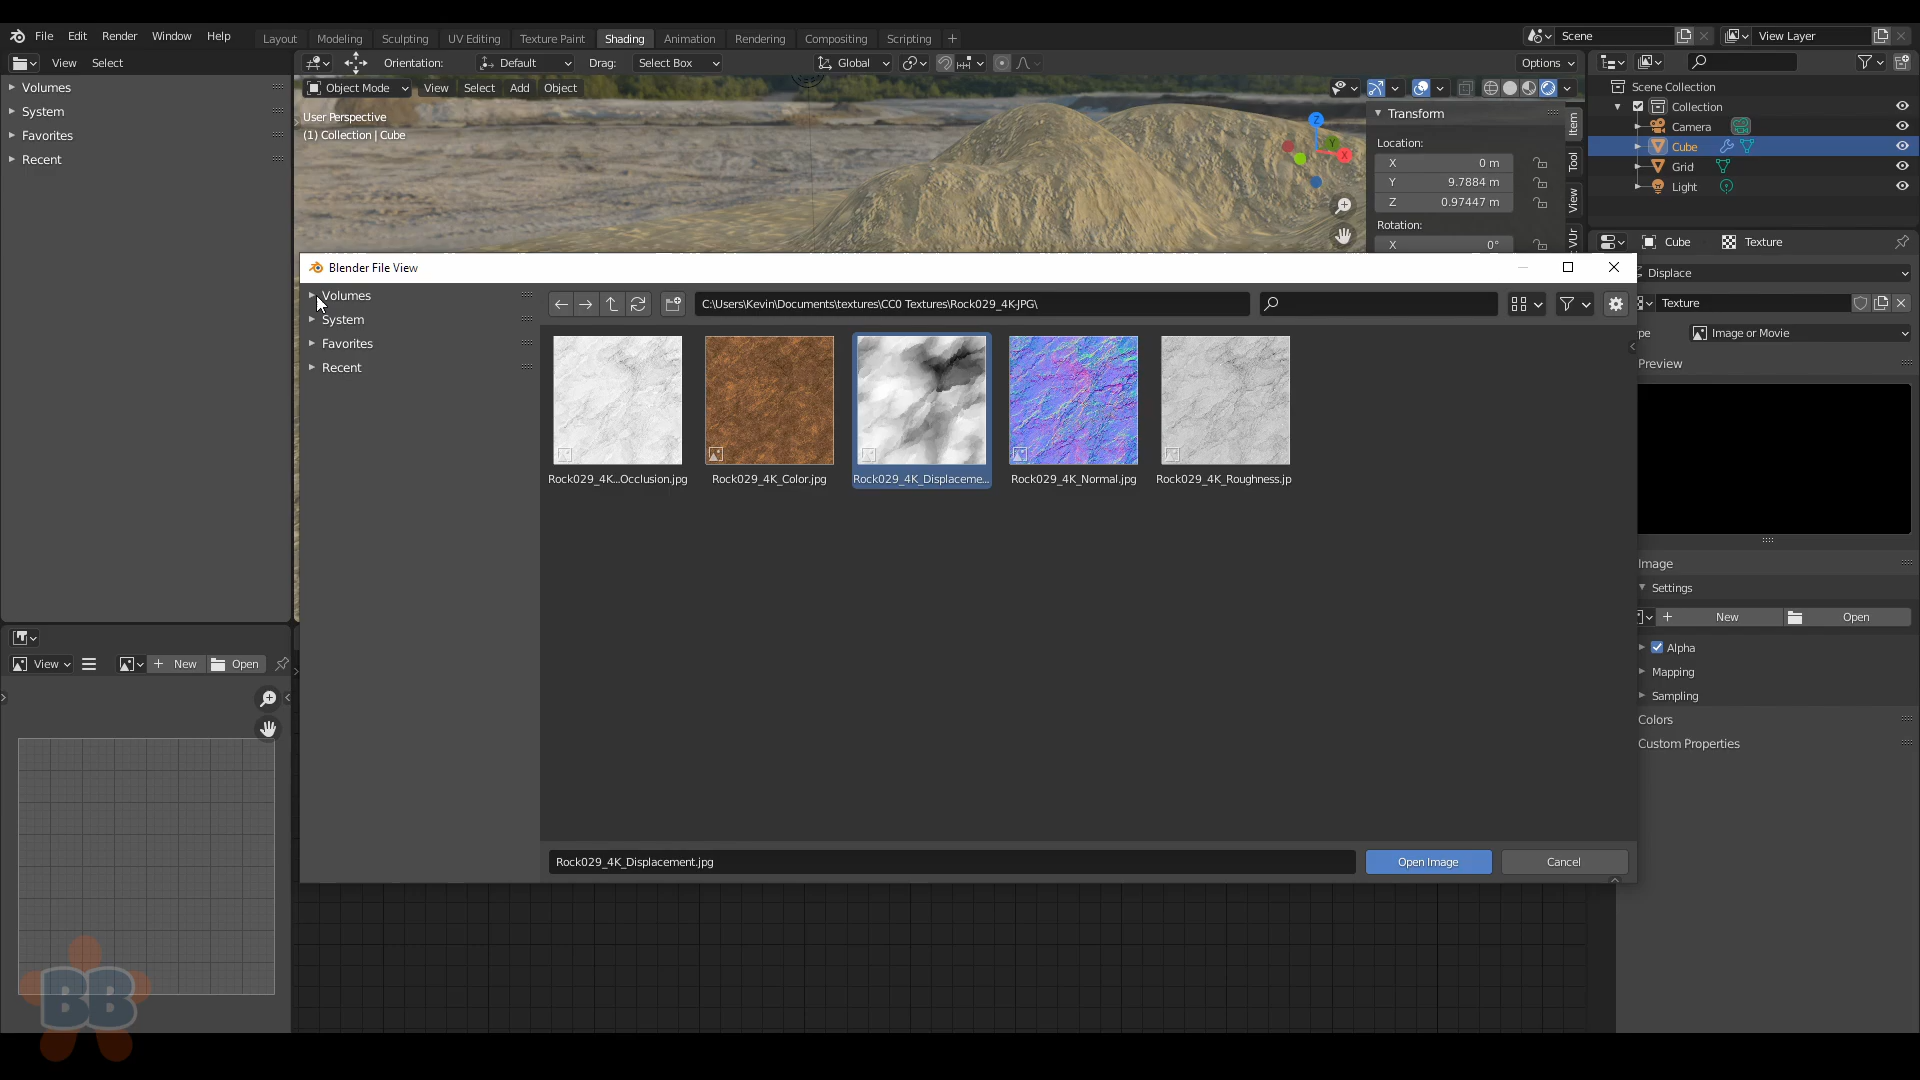 File Edit Render Window Help
Layout Modeling Sculpting UV Editing Texture Paint Shading Animation Rendering Compositing Scripting
Scene
View Layer
View Select
Orientation: Default Drag: Select Box
Global
Options
Volumes
System
Favorites
Recent
Object Mode View Select Add Object
User Perspective
(1) Collection | Cube
Z
Y
X
Transform
Location:
X 0 m
Y 9.7884 m
Z 0.97447 m
Rotation:
X 0°
Item
Tool
View
Scene Collection
Collection
Camera
Cube
Grid
Light
Cube Texture
Displace
Texture
Image or Movie
Preview
Image
Settings
New Open
Alpha
Mapping
Sampling
Colors
Custom Properties
Blender File View
Volumes
System
Favorites
Recent
C:\Users\Kevin\Documents\textures\CC0 Textures\Rock029_4K-JPG\
Rock029_4K...Occlusion.jpg
Rock029_4K_Color.jpg
Rock029_4K_Displaceme...
Rock029_4K_Normal.jpg
Rock029_4K_Roughness.jp
Rock029_4K_Displacement.jpg
Open Image
Cancel
View New Open
BB